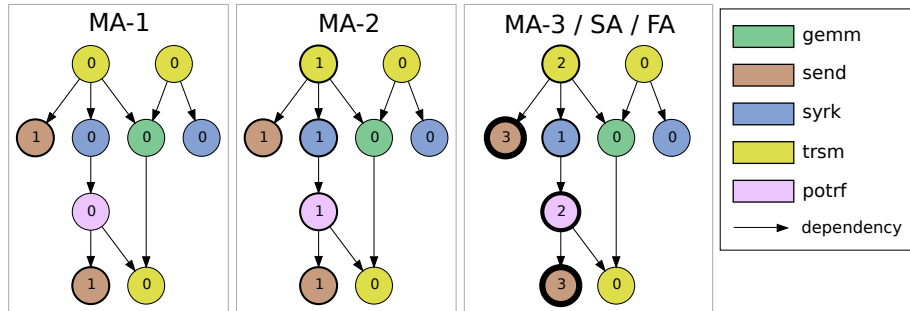 MA-1
0 0
1 0 0 0
0
1 0
MA-2
1 0
1 1 0 0
1
1 0
MA-3 / SA / FA
2 0
3 1 0 0
2
3 0
gemm
send
syrk
trsm
potrf
dependency